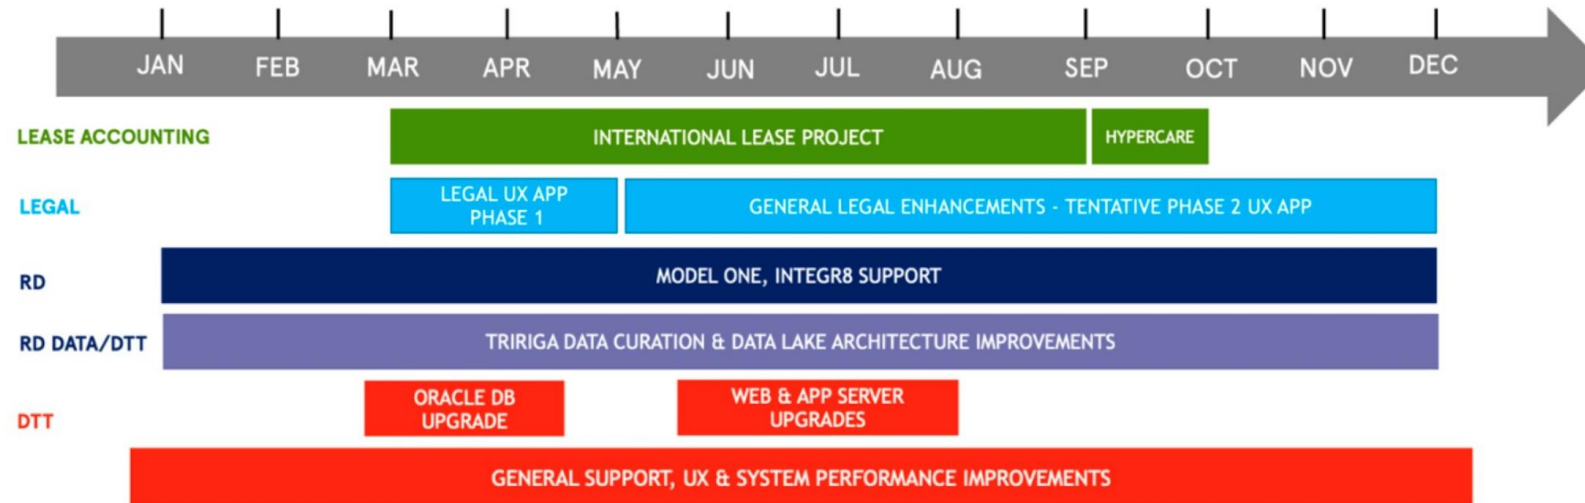 JAN FEB MAR APR MAY JUN JUL AUG SEP OCT NOV DEC
LEASE ACCOUNTING
INTERNATIONAL LEASE PROJECT
HYPERCARE
LEGAL
LEGAL UX APP
PHASE 1
GENERAL LEGAL ENHANCEMENTS - TENTATIVE PHASE 2 UX APP
RD
MODEL ONE, INTEGR8 SUPPORT
RD DATA/DTT
TRIRIGA DATA CURATION & DATA LAKE ARCHITECTURE IMPROVEMENTS
DTT
ORACLE DB
UPGRADE
WEB & APP SERVER
UPGRADES
GENERAL SUPPORT, UX & SYSTEM PERFORMANCE IMPROVEMENTS